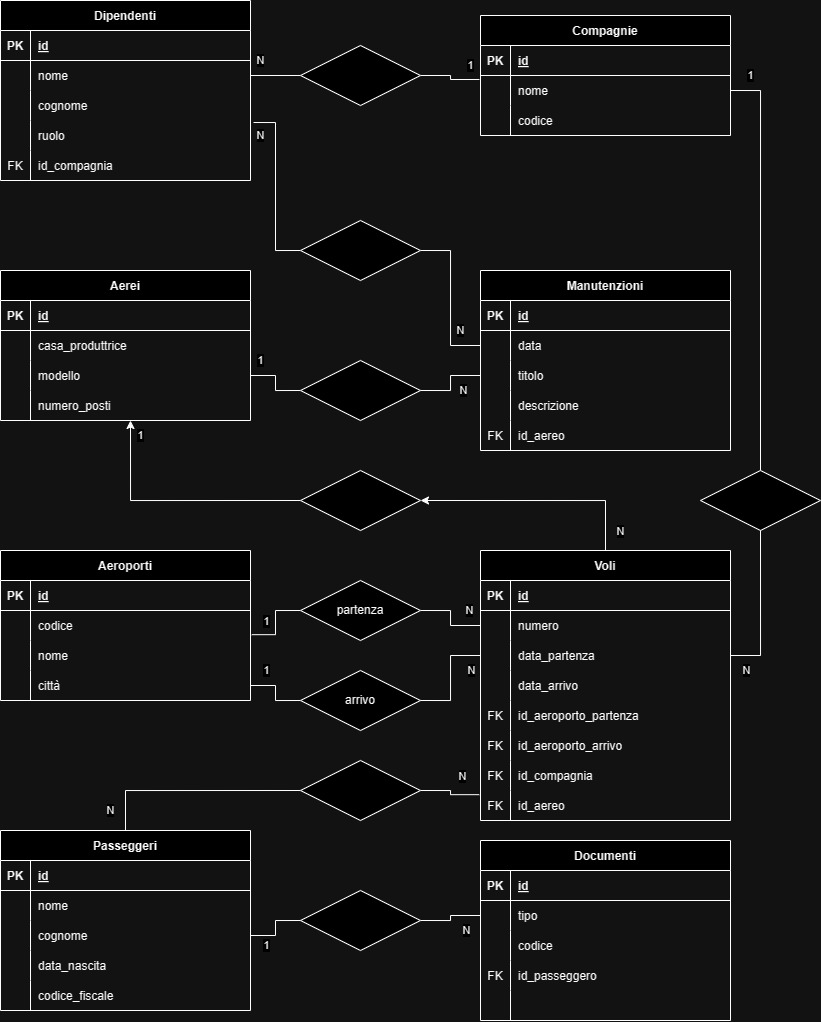 Dipendenti
PK id
nome
cognome
ruolo
FK id_compagnia
N
1
Compagnie
PK id
nome
codice
1
N
Aerei
PK id
casa_produttrice
modello
numero_posti
1
N
N
Manutenzioni
PK id
data
titolo
descrizione
FK id_aereo
1
N
Aeroporti
PK id
codice
nome
città
1
partenza
N
1
arrivo
N
Voli
PK id
numero
data_partenza
data_arrivo
FK id_aeroporto_partenza
FK id_aeroporto_arrivo
FK id_compagnia
FK id_aereo
N
N
N
Passeggeri
PK id
nome
cognome
data_nascita
codice_fiscale
1
N
Documenti
PK id
tipo
codice
FK id_passeggero